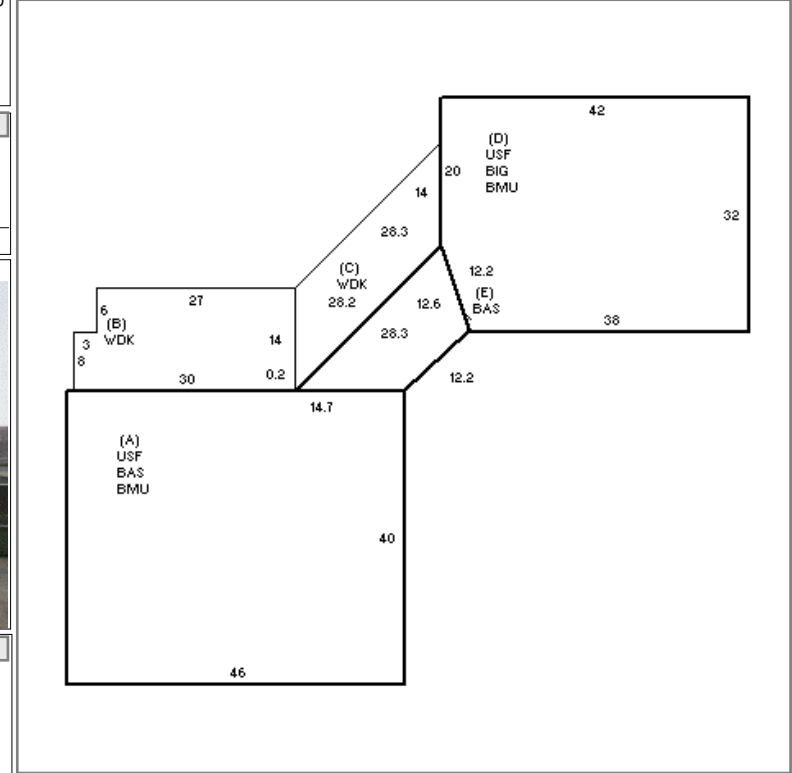 42
(D)
USF
BIG
BMU
20
14
32
28.3
(C)
WDK
28.2
12.2
(E)
BAS
12.6
27
6
(B)
WDK
3
8
14
28.3
38
30
0.2
12.2
14.7
(A)
USF
BAS
BMU
40
46